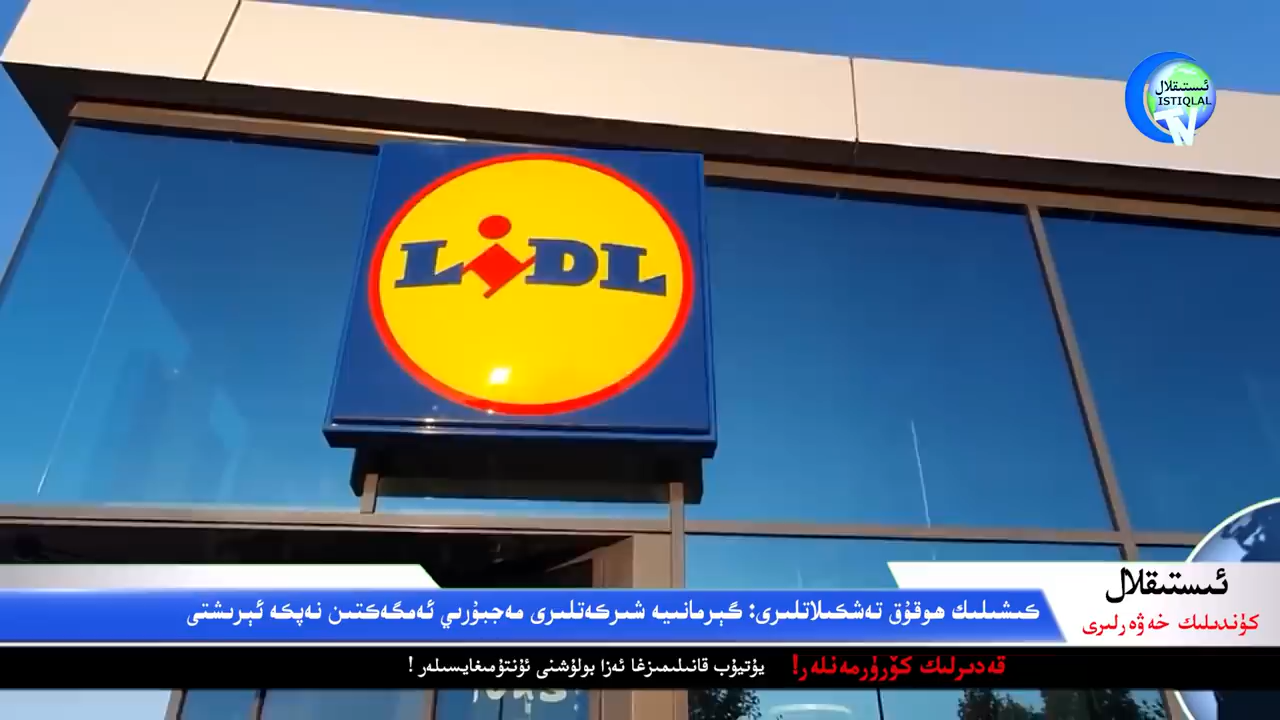 ئىستىقلال
ISTIQLAL
TV
LIDL
ئىستىقلال
كۈندىلىك خەۋەرلىرى
كىشىلىك هوقۇق تەشكىلاتلىرى: گېرمانىيە شىركەتلىرى مەجبۇرىي ئەمگەكتىن نەپكە ئېرىشتى
قەدىرلىك كۆرۈرمەنلەر! يۇتيۇب قانىلىمىزغا ئەزا بولۇشنى ئۇنتۇمىغايسىلەر !